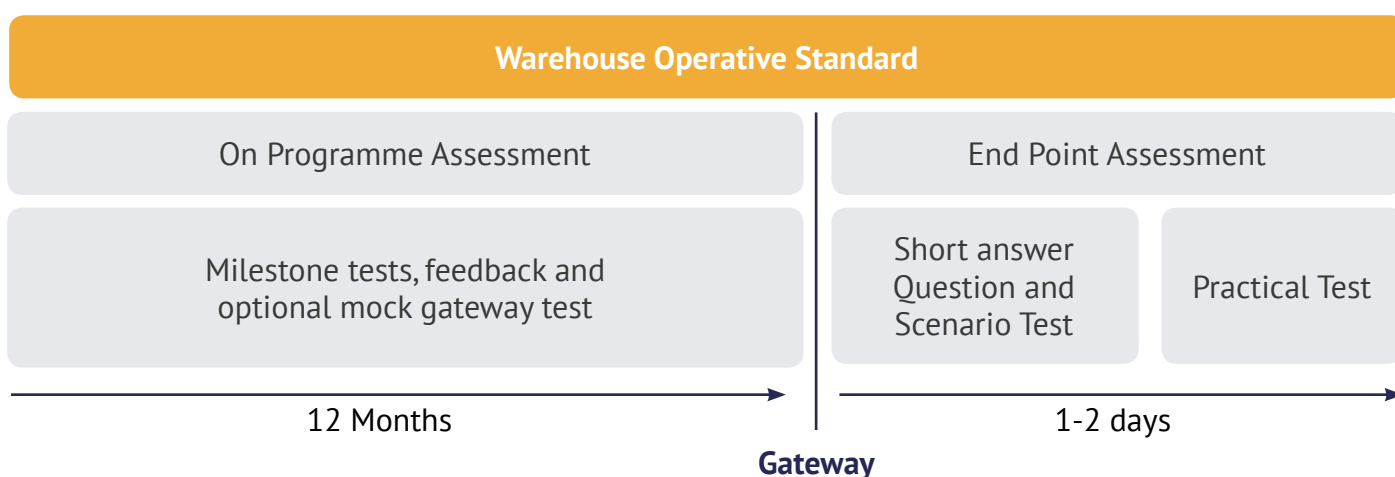 Warehouse Operative Standard
On Programme Assessment
End Point Assessment
Milestone tests, feedback and
optional mock gateway test
Short answer
Question and
Scenario Test
Practical Test
12 Months
1-2 days
Gateway